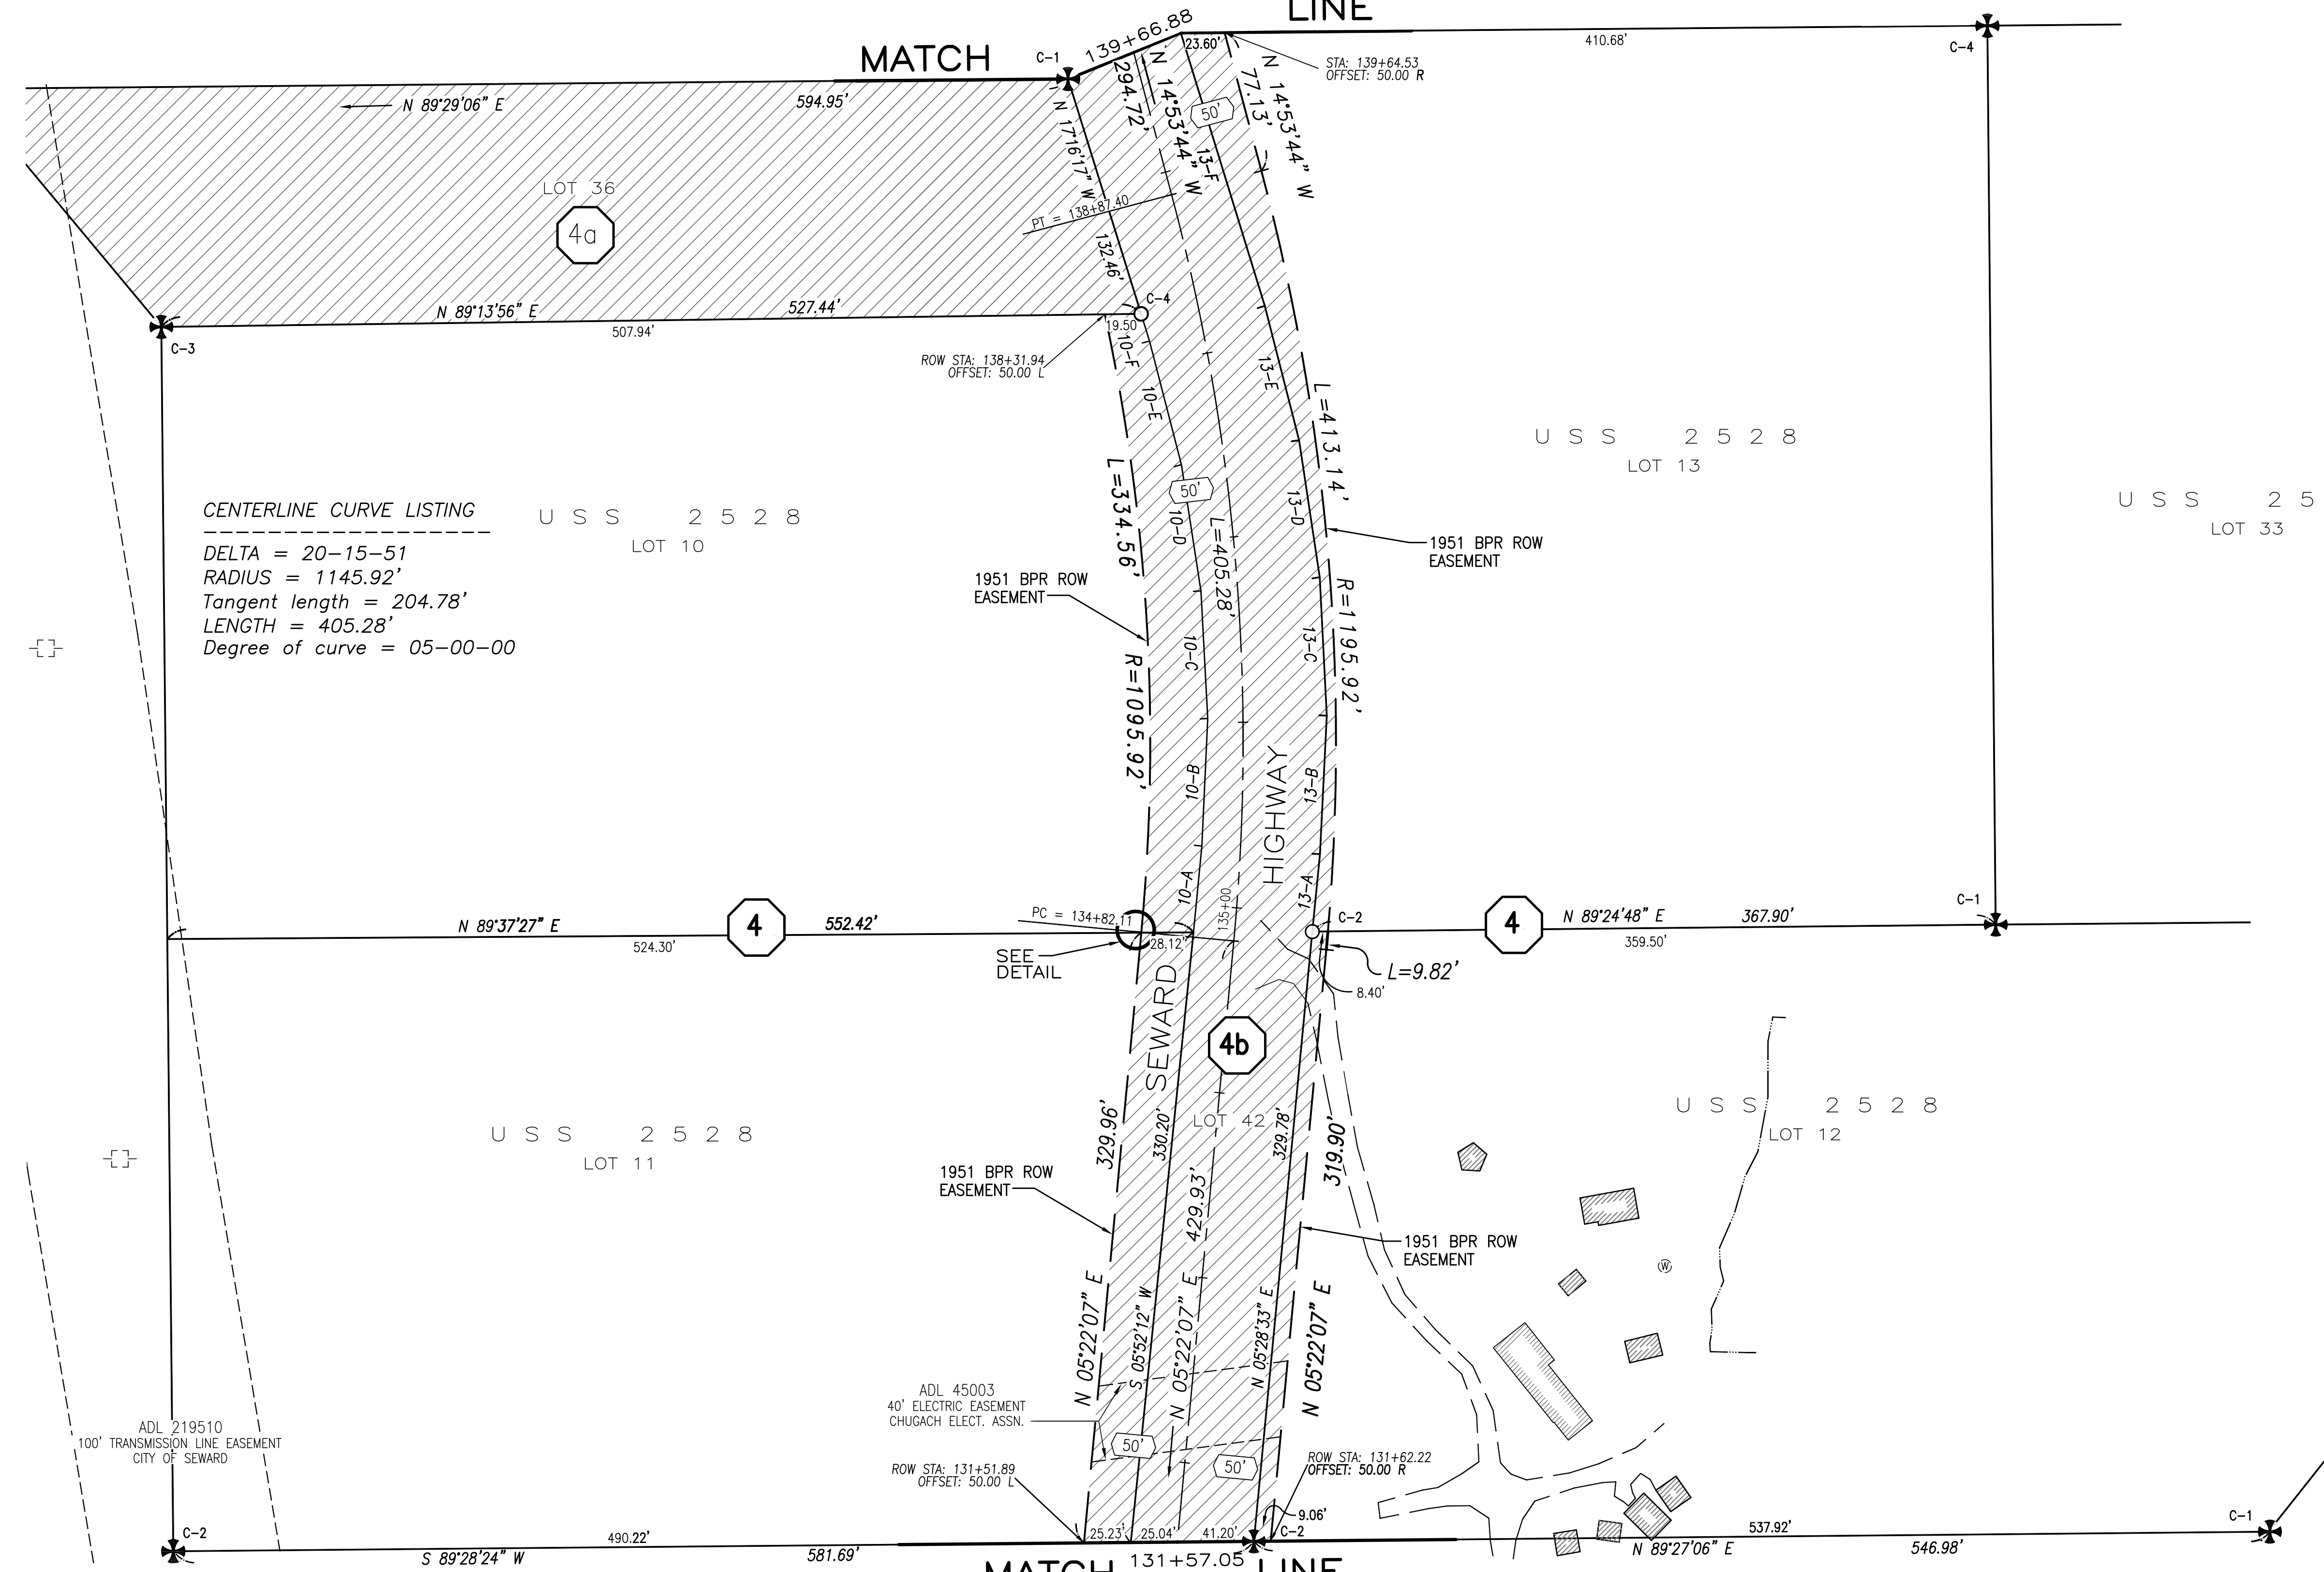 LINE
MATCH
139+66.88
C-1
23.60'
410.68'
C-4
STA: 139+64.53
OFFSET: 50.00 R
N 89°29'06" E
594.95'
294.72'
N 14°53'44" W
77.13'
N 14°53'44" W
50'
N 17°16'17" W
13-F
LOT 36
4a
PT = 138+87.40
132.46'
C-4
N 89°13'56" E
527.44'
507.94'
19.50
C-3
10-F
ROW STA: 138+31.94
OFFSET: 50.00 L
10-E
13-E
L=413.14'
U S S 2 5 2 8
LOT 13
L=334.56'
50'
10-D
13-D
L=405.28'
U S S 2 5
LOT 33
CENTERLINE CURVE LISTING
DELTA = 20-15-51
RADIUS = 1145.92'
Tangent length = 204.78'
LENGTH = 405.28'
Degree of curve = 05-00-00
U S S 2 5 2 8
LOT 10
1951 BPR ROW
EASEMENT
1951 BPR ROW
EASEMENT
R=1195.92'
R=1095.92'
10-C
13-C
10-B
13-B
HIGHWAY
10-A
13-A
135+00
PC = 134+82.11
N 89°37'27" E
4
552.42'
524.30'
28.12'
SEE
DETAIL
C-2
4
N 89°24'48" E
367.90'
359.50'
C-1
L=9.82'
8.40'
SEWARD
4b
LOT 42
U S S 2 5 2 8
LOT 11
U S S 2 5 2 8
LOT 12
329.96'
330.20'
429.93'
329.78'
319.90'
1951 BPR ROW
EASEMENT
1951 BPR ROW
EASEMENT
W
N 05°22'07" E
S 05°52'12" W
N 05°22'07" E
N 05°28'33" E
N 05°22'07" E
ADL 45003
40' ELECTRIC EASEMENT
CHUGACH ELECT. ASSN.
ADL 219510
100' TRANSMISSION LINE EASEMENT
CITY OF SEWARD
50'
50'
ROW STA: 131+51.89
OFFSET: 50.00 L
ROW STA: 131+62.22
OFFSET: 50.00 R
C-2
490.22'
25.23'
25.04'
41.20'
9.06'
C-2
537.92'
C-1
S 89°28'24" W
581.69'
131+57.05
N 89°27'06" E
546.98'
MATCH
LINE